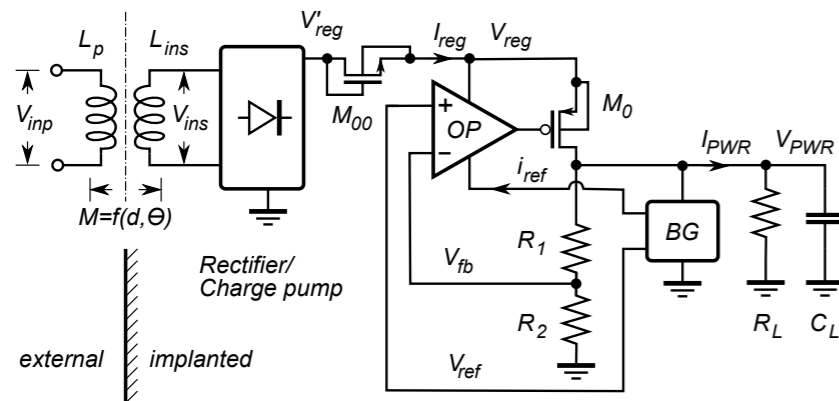 V'reg
Ireg
Vreg
Lp
Lins
Vinp
Vins
M00
+
OP
−
M0
IPWR
VPWR
iref
M=f(d,Θ)
BG
R1
Vfb
Rectifier/
Charge pump
R2
RL
CL
external
implanted
Vref